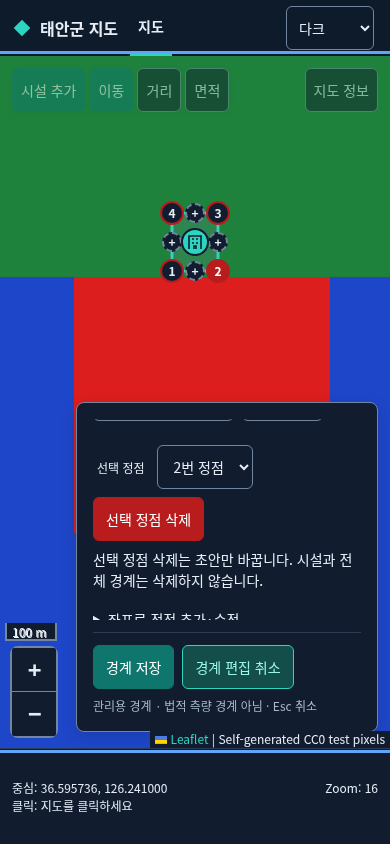 태안군 지도
지도
다크
시설 추가
이동
거리
면적
지도 정보
4
+
3
+
+
1
+
2
선택 정점
2번 정점
선택 정점 삭제
선택 정점 삭제는 초안만 바꿉니다. 시설과 전
체 경계는 삭제하지 않습니다.
경계 저장
경계 편집 취소
관리용 경계 · 법적 측량 경계 아님 · Esc 취소
100 m
+
−
Leaflet | Self-generated CC0 test pixels
중심: 36.595736, 126.241000
Zoom: 16
클릭: 지도를 클릭하세요